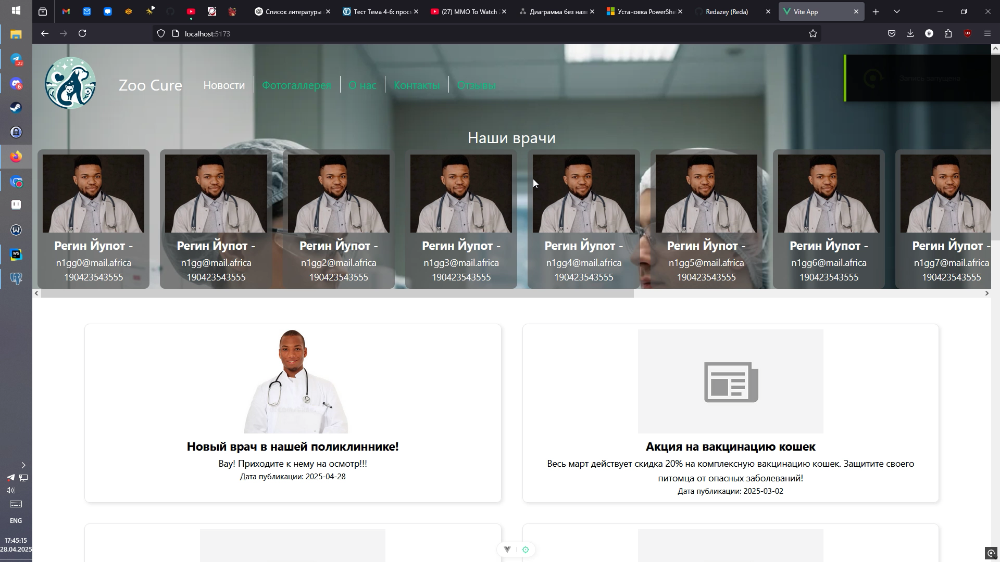 Список литературы
Тест Тема 4-6: просм
(27) MMO To Watch
Диаграмма без назв
Установка PowerShe
Redazey (Reda)
Vite App
localhost:5173
9
22
6
WS
Zoo Cure
Новости
Фотогаллерея
О нас
Контакты
Отзывы
Запись запущена
Наши врачи
Регин Йупот -
n1gg0@mail.africa
190423543555
Регин Йупот -
n1gg@mail.africa
190423543555
Регин Йупот -
n1gg2@mail.africa
190423543555
Регин Йупот -
n1gg3@mail.africa
190423543555
Регин Йупот -
n1gg4@mail.africa
190423543555
Регин Йупот -
n1gg5@mail.africa
190423543555
Регин Йупот -
n1gg6@mail.africa
190423543555
Регин Йупот -
n1gg7@mail.africa
190423543555
Новый врач в нашей поликлиннике!
Вау! Приходите к нему на осмотр!!!
Дата публикации: 2025-04-28
Акция на вакцинацию кошек
Весь март действует скидка 20% на комплексную вакцинацию кошек. Защитите своего
питомца от опасных заболеваний!
Дата публикации: 2025-03-02
ENG
17:45:15
28.04.2025